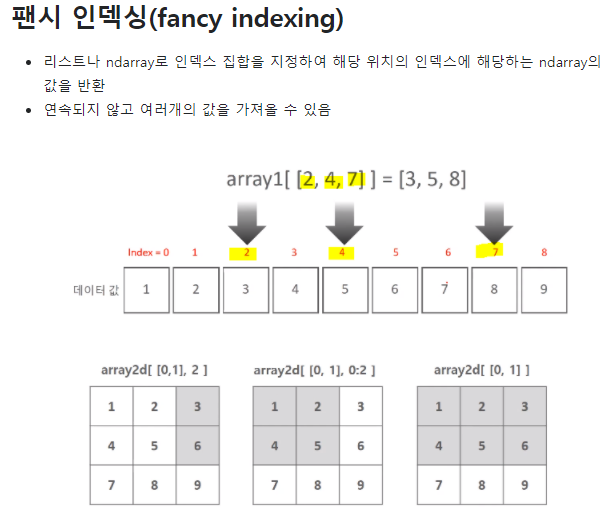 팬시 인덱싱(fancy indexing)
• 리스트나 ndarray로 인덱스 집합을 지정하여 해당 위치의 인덱스에 해당하는 ndarray의
값을 반환
• 연속되지 않고 여러개의 값을 가져올 수 있음
array1[ [2, 4, 7] ] = [3, 5, 8]
Index = 0 1 2 3 4 5 6 7 8
데이터 값 1 2 3 4 5 6 7 8 9
array2d[ [0,1], 2 ] array2d[ [0, 1], 0:2 ] array2d[ [0, 1] ]
1 2 3 1 2 3 1 2 3
4 5 6 4 5 6 4 5 6
7 8 9 7 8 9 7 8 9